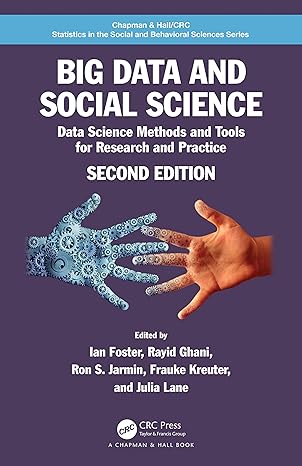 Chapman & Hall/CRC
Statistics in the Social and Behavioral Sciences Series
BIG DATA AND
SOCIAL SCIENCE
Data Science Methods and Tools
for Research and Practice
SECOND EDITION
Edited by
Ian Foster, Rayid Ghani,
Ron S. Jarmin, Frauke Kreuter,
and Julia Lane
CRC
CRC Press
Taylor & Francis Group
A CHAPMAN & HALL BOOK